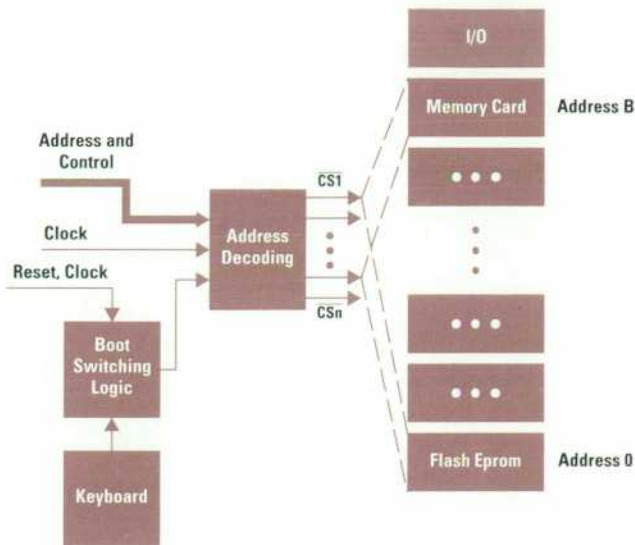 I/O
Memory Card
Address B
Address and
Control
CS1
Clock
Address
Decoding
Reset, Clock
CSn
Boot
Switching
Logic
Flash Eprom
Address 0
Keyboard